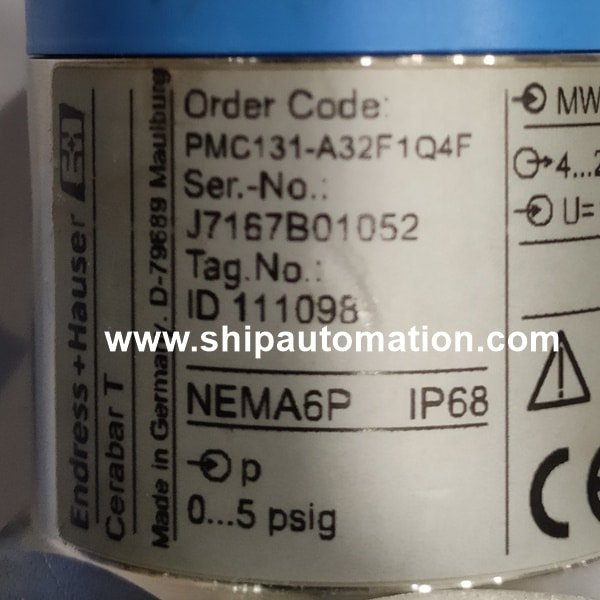 Endress+Hauser
Cerabar T
Made in Germany. D-79689 Maulburg
Order Code:
PMC131-A32F1Q4F
Ser.-No.:
J7167B01052
Tag.No.:
ID 111098
www.shipautomation.com
NEMA6P IP68
p
0...5 psig
MW
4...2
U=
CE